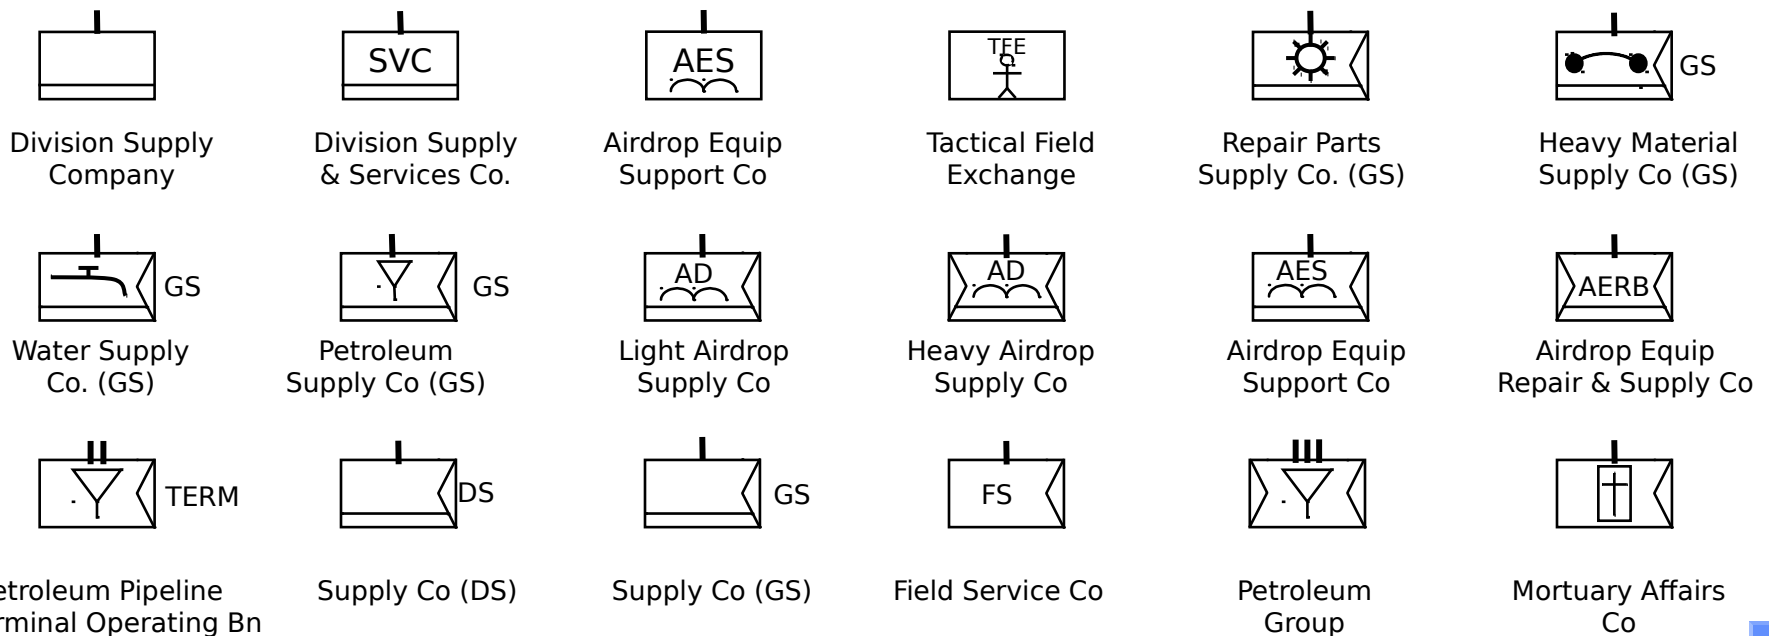 SVC
AES
TFE
GS
Division Supply
Company
Division Supply
& Services Co.
Airdrop Equip
Support Co
Tactical Field
Exchange
Repair Parts
Supply Co. (GS)
Heavy Material
Supply Co (GS)
GS
GS
AD
AD
AES
AERB
Water Supply
Co. (GS)
Petroleum
Supply Co (GS)
Light Airdrop
Supply Co
Heavy Airdrop
Supply Co
Airdrop Equip
Support Co
Airdrop Equip
Repair & Supply Co
TERM
DS
GS
FS
etroleum Pipeline
rminal Operating Bn
Supply Co (DS)
Supply Co (GS)
Field Service Co
Petroleum
Group
Mortuary Affairs
Co